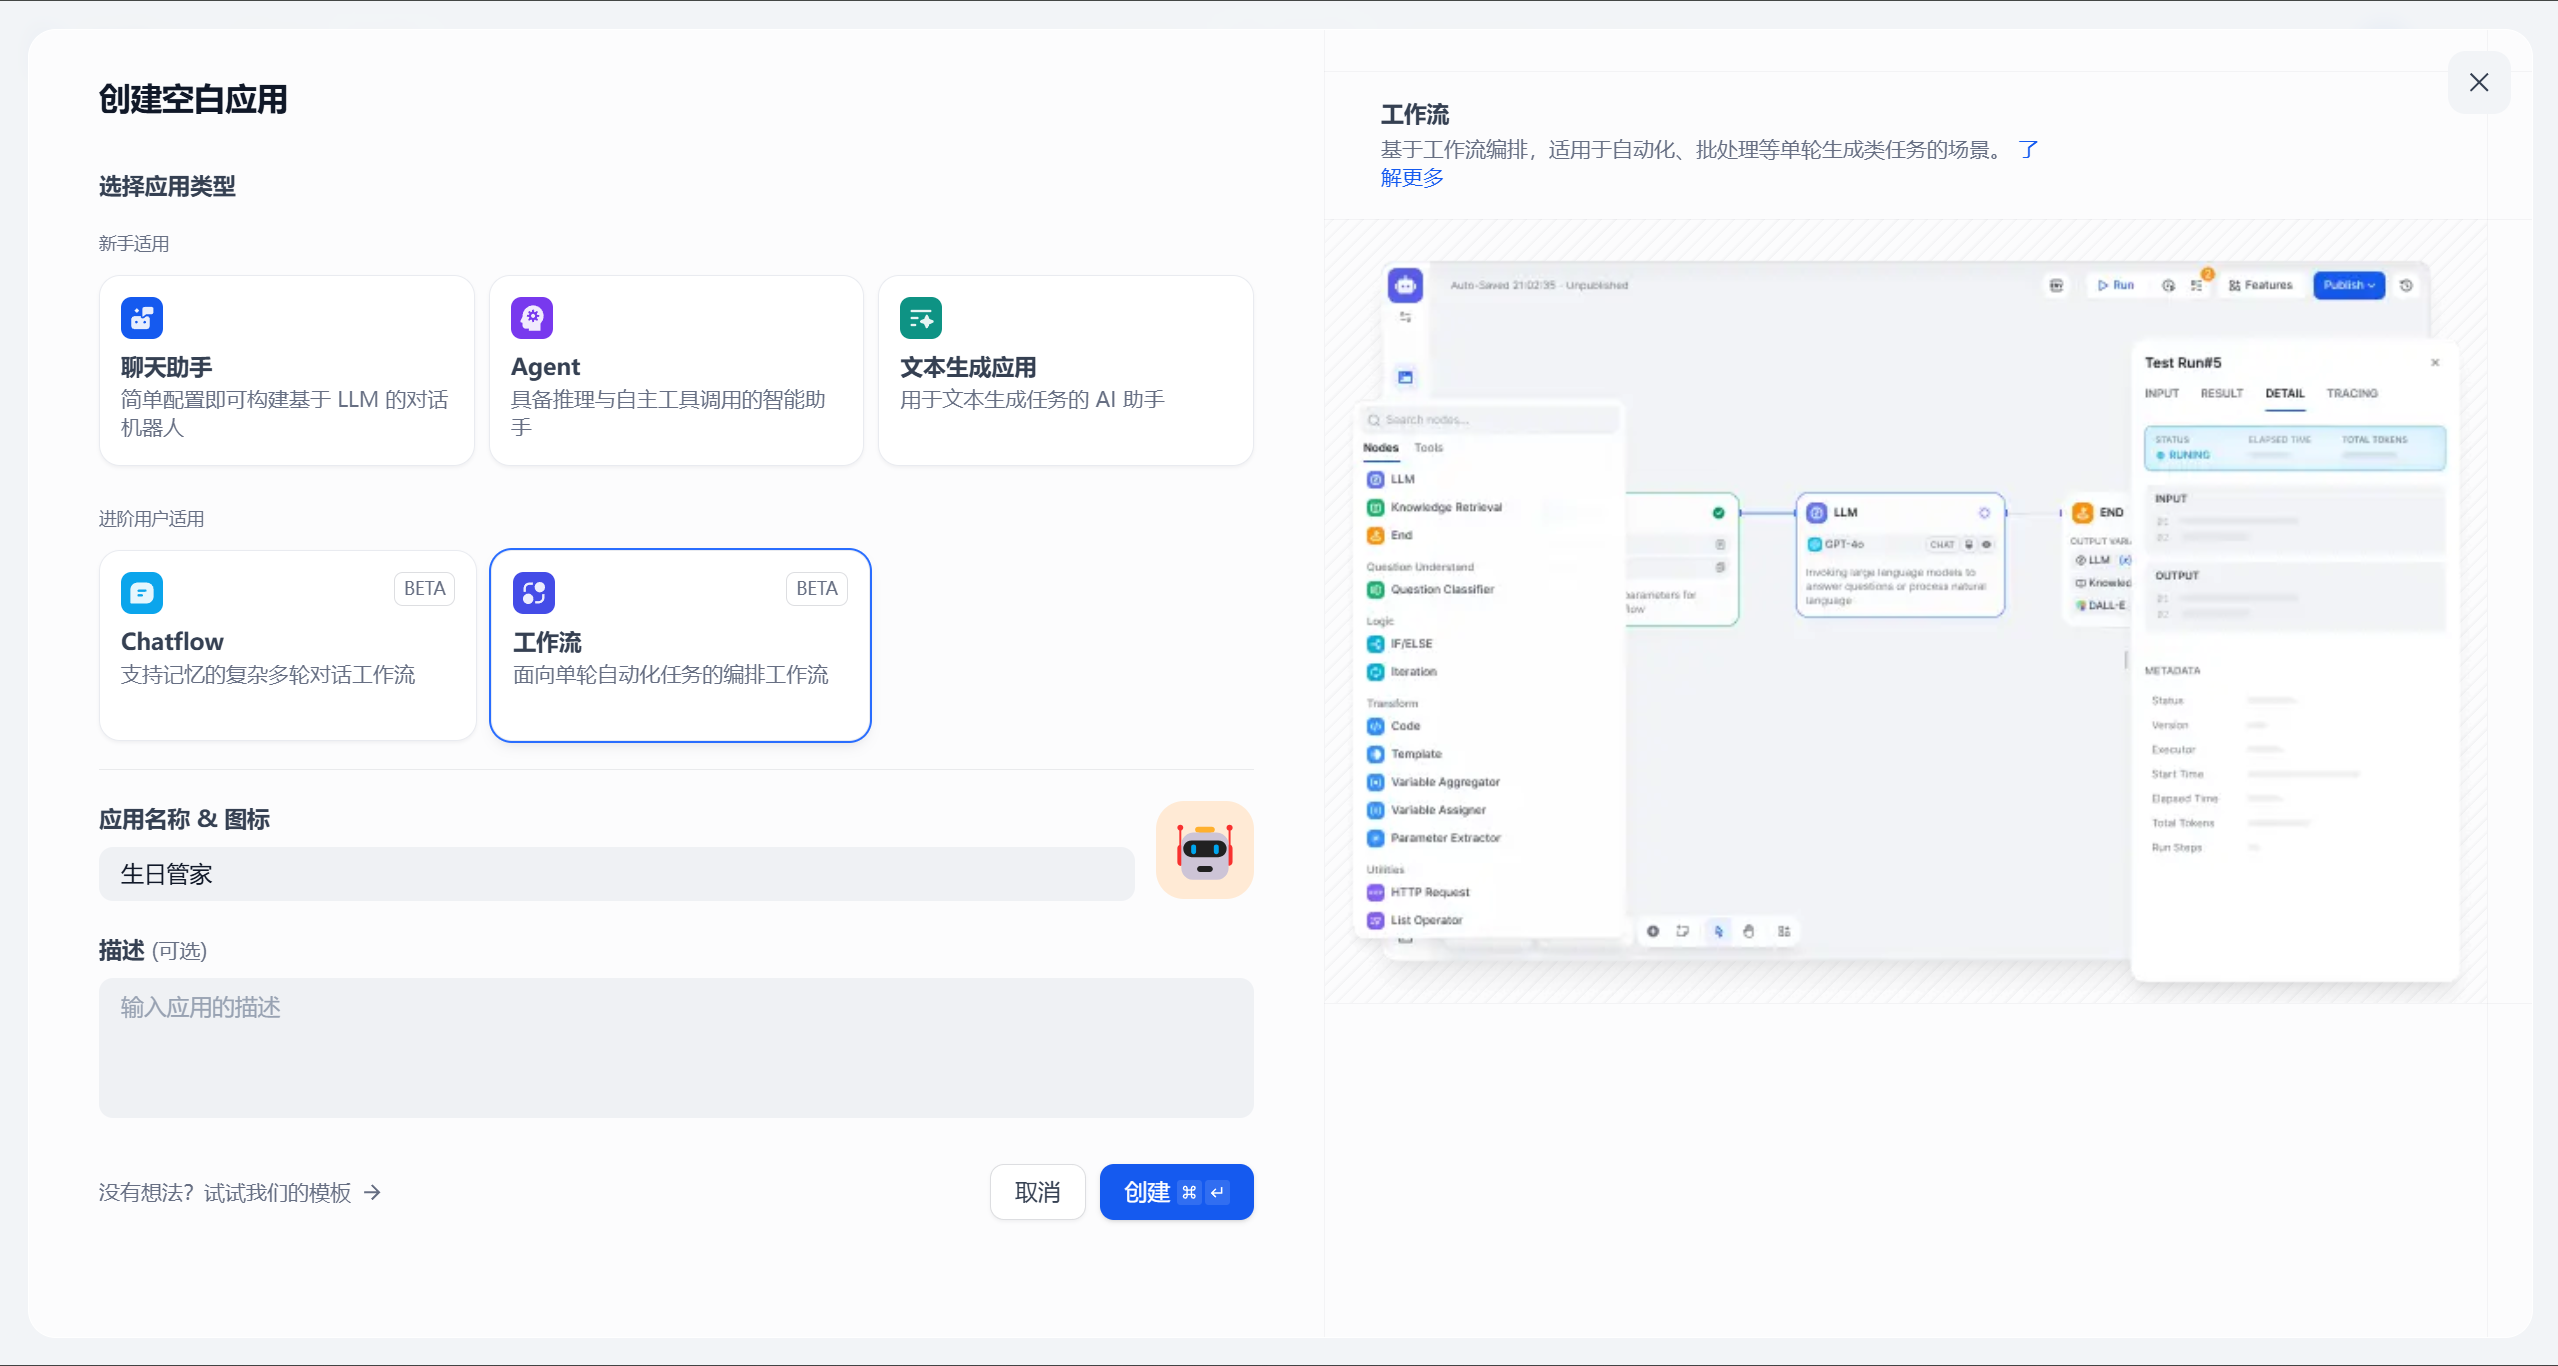 创建空白应用
选择应用类型
新手适用
聊天助手
简单配置即可构建基于 LLM 的对话
机器人
Agent
具备推理与自主工具调用的智能助
手
文本生成应用
用于文本生成任务的 AI 助手
进阶用户适用
BETA
Chatflow
支持记忆的复杂多轮对话工作流
BETA
工作流
面向单轮自动化任务的编排工作流
应用名称 & 图标
生日管家
描述 (可选)
输入应用的描述
没有想法？试试我们的模板
取消
创建
工作流
基于工作流编排，适用于自动化、批处理等单轮生成类任务的场景。 了
解更多
Auto-Saved 21:02:35 · Unpublished
Run
2
Features
Publish
Search nodes...
Nodes Tools
LLM
Knowledge Retrieval
End
Question Understand
Question Classifier
Logic
IF/ELSE
Iteration
Transform
Code
Template
Variable Aggregator
Variable Assigner
Parameter Extractor
Utilities
HTTP Request
List Operator
parameters for
flow
LLM
GPT-4o
CHAT
Invoking large language models to
answer questions or process natural
language
END
OUTPUT VARI
LLM
Knowled
DALL-E
Test Run#5
INPUT RESULT DETAIL TRACING
STATUS ELAPSED TIME TOTAL TOKENS
RUNING
INPUT
01
02
OUTPUT
01
02
METADATA
Status
Version
Executor
Start Time
Elapsed Time
Total Tokens
Run Steps